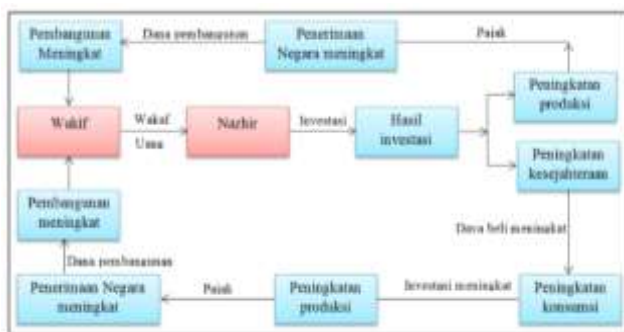 Pembangunan
Meningkat
Dana pembangunan
Penerimaan
Negara meningkat
Pajak
Peningkatan
produksi
Wakif
Wakaf
Nazhir
Investasi
Hasil
investasi
Peningkatan
kesejahteraan
Pembangunan
meningkat
Daya beli meningkat
Dana pembangunan
Penerimaan Negara
meningkat
Pajak
Peningkatan
produksi
Investasi meningkat
Peningkatan
konsumsi